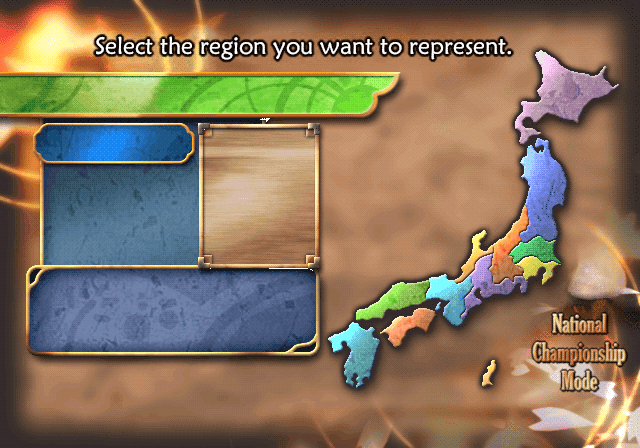 Select the region you want to represent.
National
Championship
Mode